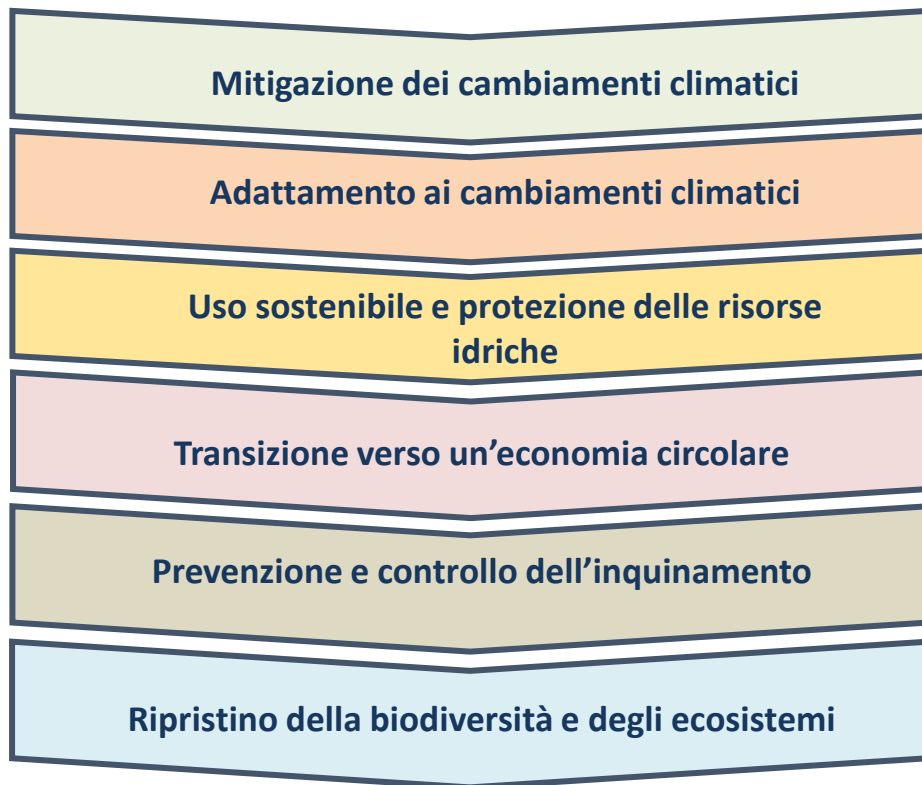 Mitigazione dei cambiamenti climatici
Adattamento ai cambiamenti climatici
Uso sostenibile e protezione delle risorse
idriche
Transizione verso un’economia circolare
Prevenzione e controllo dell’inquinamento
Ripristino della biodiversità e degli ecosistemi